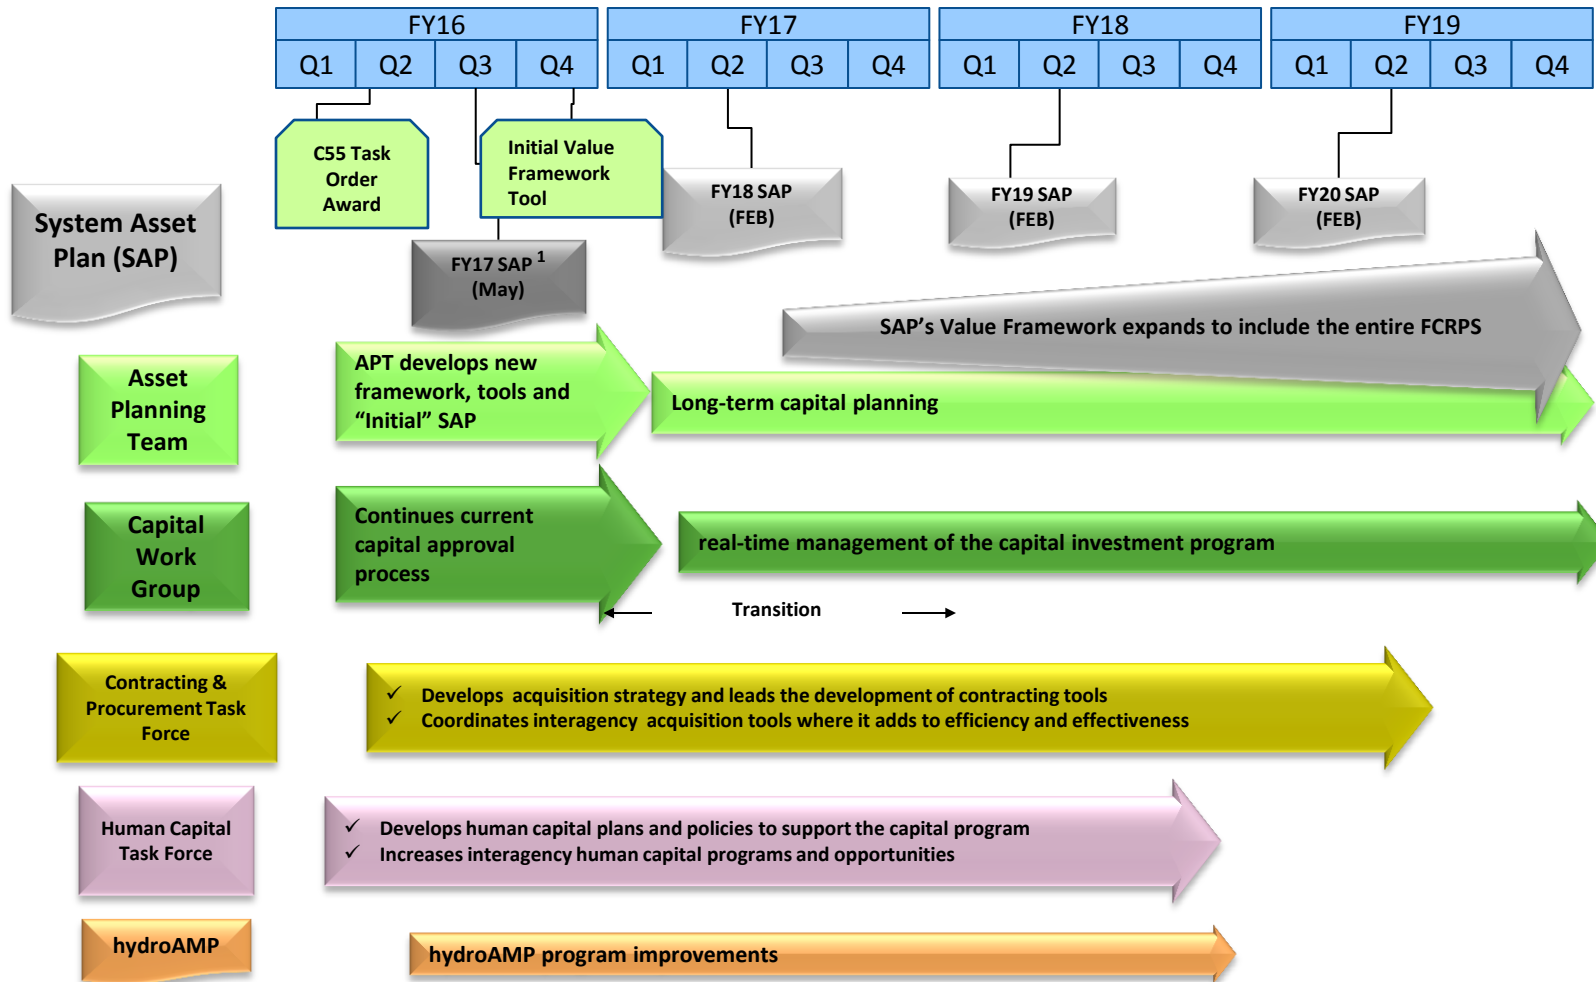 FY16 FY17 FY18 FY19
Q1 Q2 Q3 Q4 Q1 Q2 Q3 Q4 Q1 Q2 Q3 Q4 Q1 Q2 Q3 Q4
C55 Task
Order
Award
Initial Value
Framework
Tool
FY18 SAP
(FEB)
FY19 SAP
(FEB)
FY20 SAP
(FEB)
System Asset
Plan (SAP)
FY17 SAP 1
(May)
SAP’s Value Framework expands to include the entire FCRPS
Asset
Planning
Team
APT develops new
framework, tools and
“Initial” SAP
Long-term capital planning
Capital
Work
Group
Continues current
capital approval
process
real-time management of the capital investment program
Transition
Contracting &
Procurement Task
Force
✓ Develops acquisition strategy and leads the development of contracting tools
✓ Coordinates interagency acquisition tools where it adds to efficiency and effectiveness
Human Capital
Task Force
✓ Develops human capital plans and policies to support the capital program
✓ Increases interagency human capital programs and opportunities
hydroAMP
hydroAMP program improvements